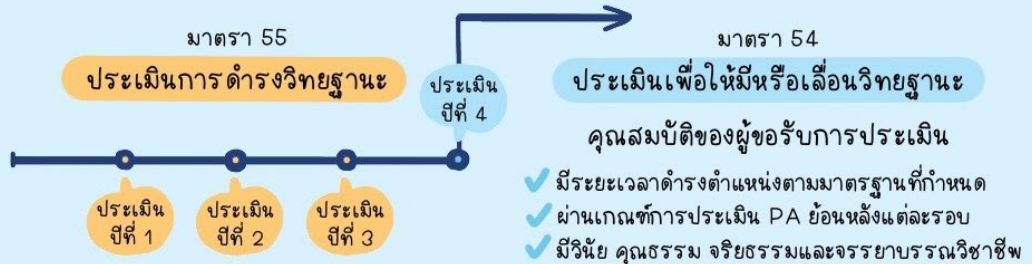 มาตรา 55
ประเมินการดำรงวิทยฐานะ
ประเมิน
ปีที่ 1
ประเมิน
ปีที่ 2
ประเมิน
ปีที่ 3
ประเมิน
ปีที่ 4
มาตรา 54
ประเมินเพื่อให้มีหรือเลื่อนวิทยฐานะ
คุณสมบัติของผู้ขอรับการประเมิน
มีระยะเวลาดำรงตำแหน่งตามมาตรฐานที่กำหนด
ผ่านเกณฑ์การประเมิน PA ย้อนหลังแต่ละรอบ
มีวินัย คุณธรรม จริยธรรมและจรรยาบรรณวิชาชีพ